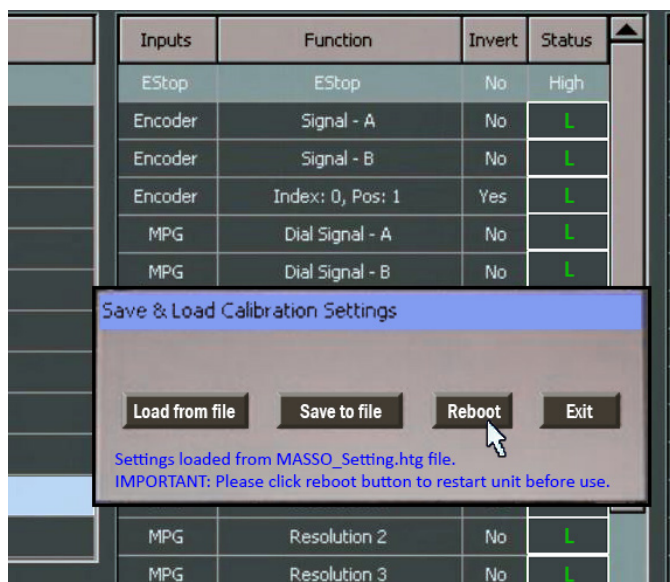 Inputs Function Invert Status
EStop EStop No High
Encoder Signal - A No L
Encoder Signal - B No L
Encoder Index: 0, Pos: 1 Yes L
MPG Dial Signal - A No L
MPG Dial Signal - B No L
Save & Load Calibration Settings
Load from file Save to file Reboot Exit
Settings loaded from MASSO_Setting.htg file.
IMPORTANT: Please click reboot button to restart unit before use.
MPG Resolution 2 No L
MPG Resolution 3 No L